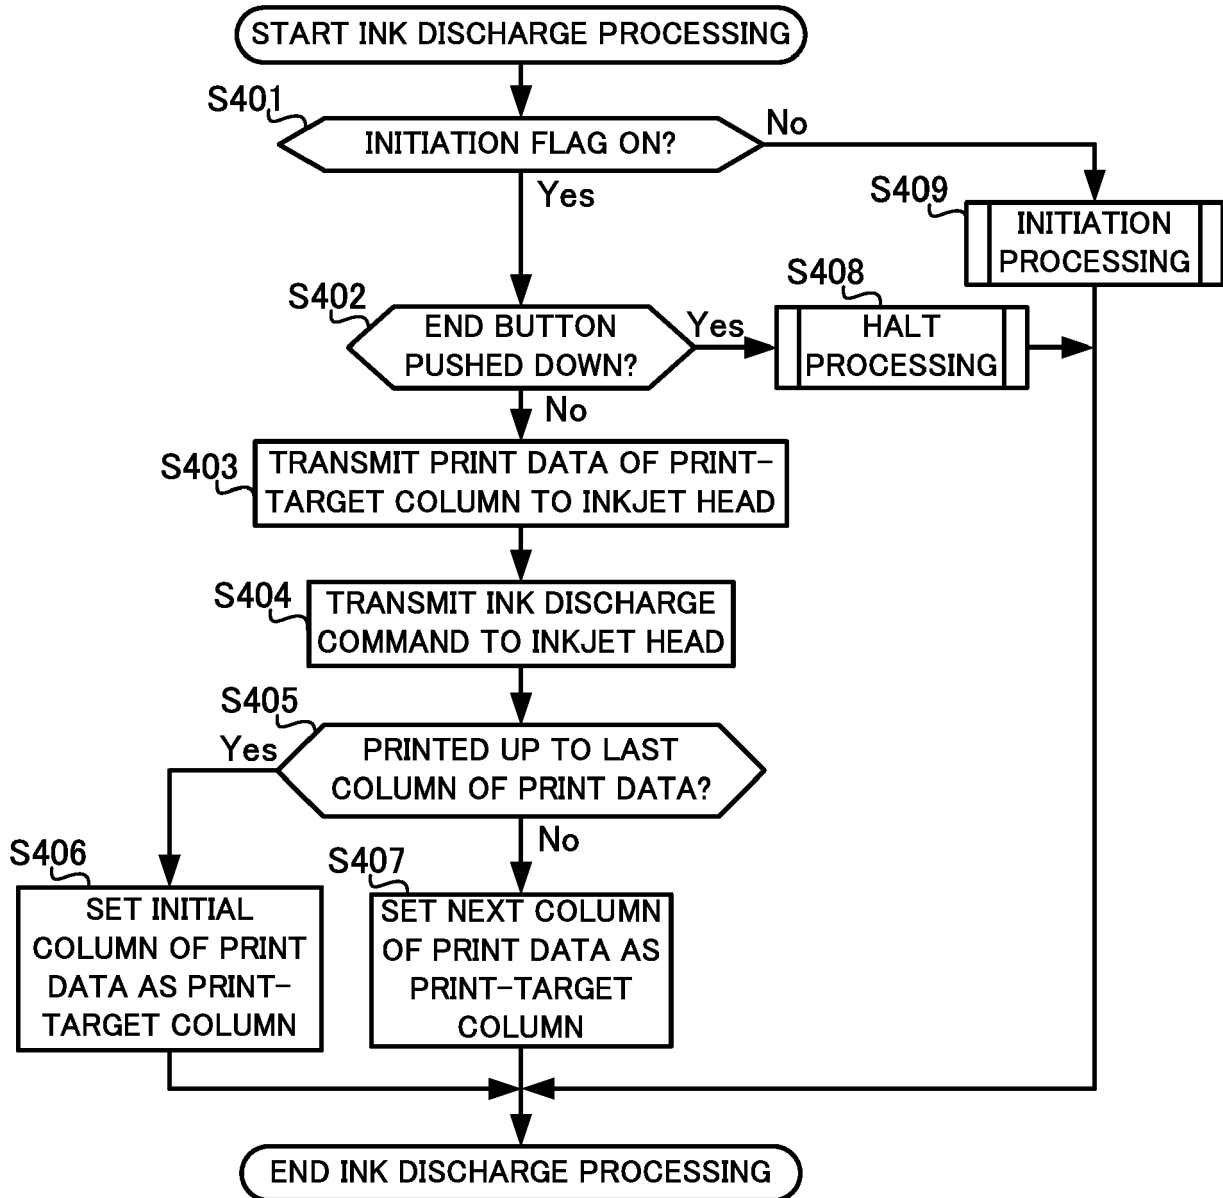 START INK DISCHARGE PROCESSING
S401
INITIATION FLAG ON?
No
Yes
S409
INITIATION
PROCESSING
S402
END BUTTON
PUSHED DOWN?
Yes
S408
HALT
PROCESSING
No
S403
TRANSMIT PRINT DATA OF PRINT-
TARGET COLUMN TO INKJET HEAD
S404
TRANSMIT INK DISCHARGE
COMMAND TO INKJET HEAD
S405
PRINTED UP TO LAST
COLUMN OF PRINT DATA?
Yes
No
S406
SET INITIAL
COLUMN OF PRINT
DATA AS PRINT-
TARGET COLUMN
S407
SET NEXT COLUMN
OF PRINT DATA AS
PRINT-TARGET
COLUMN
END INK DISCHARGE PROCESSING